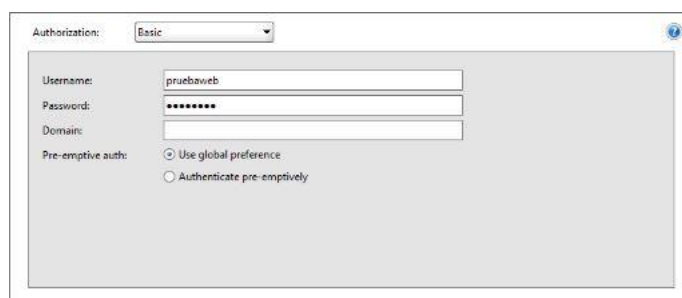 Authorization: Basic
Username: pruebaweb
Password: ••••••••
Domain:
Pre-emptive auth: Use global preference
Authenticate pre-emptively